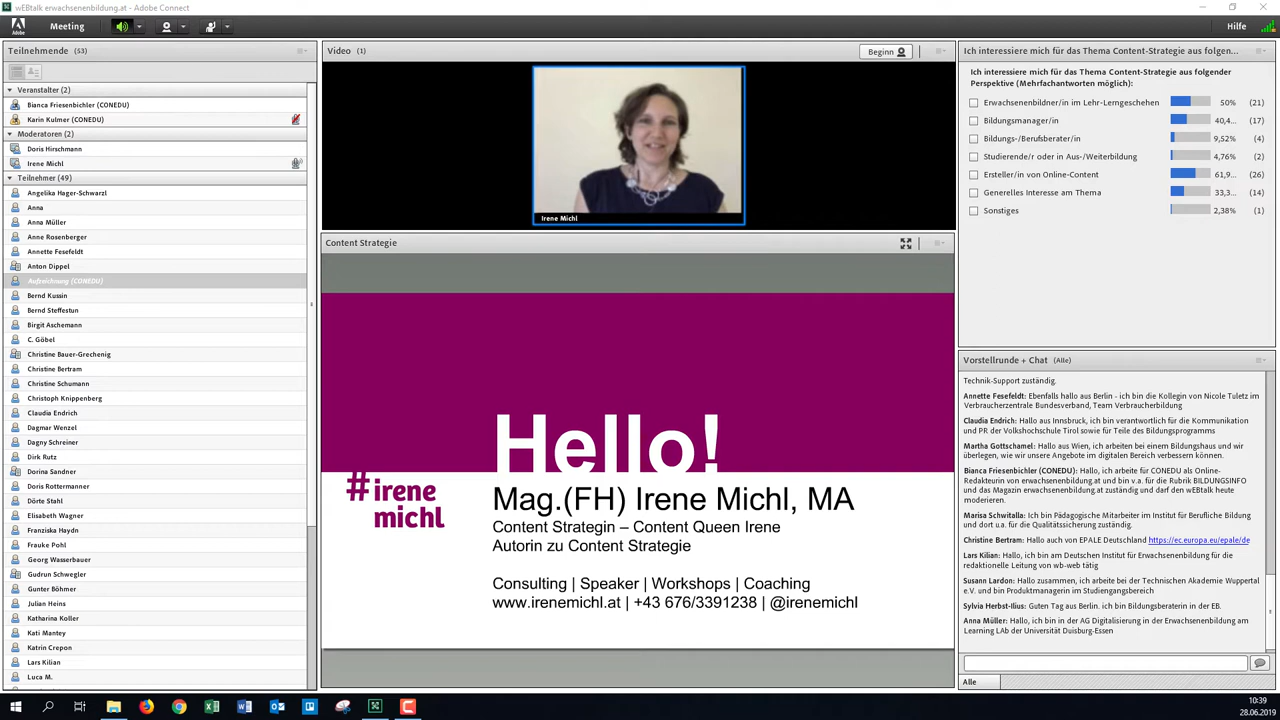 wEBtalk erwachsenenbildung.at - Adobe Connect
Meeting
Hilfe
Teilnehmende (53)
Veranstalter (2)
Bianca Friesenbichler (CONEDU)
Karin Kulmer (CONEDU)
Moderatoren (2)
Doris Hirschmann
Irene Michl
Teilnehmer (49)
Angelika Hager-Schwarzl
Anna
Anna Müller
Anne Rosenberger
Annette Fesefeldt
Anton Dippel
Aufzeichnung (CONEDU)
Bernd Kussin
Bernd Steffestun
Birgit Aschemann
C. Göbel
Christine Bauer-Grechenig
Christine Bertram
Christine Schumann
Christoph Knippenberg
Claudia Endrich
Dagmar Wenzel
Dagny Schreiner
Dirk Rutz
Dorina Sandner
Doris Rottermanner
Dörte Stahl
Elisabeth Wagner
Franziska Haydn
Frauke Pohl
Georg Wasserbauer
Gudrun Schwegler
Gunter Böhmer
Julian Heins
Katharina Koller
Kati Mantey
Katrin Crepon
Lars Kilian
Luca M.
Video (1)
Beginn
Irene Michl
Content Strategie
Hello!
#irene
michl
Mag.(FH) Irene Michl, MA
Content Strategin – Content Queen Irene
Autorin zu Content Strategie
Consulting | Speaker | Workshops | Coaching
www.irenemichl.at | +43 676/3391238 | @irenemichl
Ich interessiere mich für das Thema Content-Strategie aus folgen...
Ich interessiere mich für das Thema Content-Strategie aus folgender
Perspektive (Mehrfachantworten möglich):
Erwachsenenbildner/in im Lehr-Lerngeschehen 50% (21)
Bildungsmanager/in 40,4... (17)
Bildungs-/Berufsberater/in 9,52% (4)
Studierende/r oder in Aus-/Weiterbildung 4,76% (2)
Ersteller/in von Online-Content 61,9... (26)
Generelles Interesse am Thema 33,3... (14)
Sonstiges 2,38% (1)
Vorstellrunde + Chat (Alle)
Technik-Support zuständig.
Annette Fesefeldt: Ebenfalls hallo aus Berlin - ich bin die Kollegin von Nicole Tuletz im
Verbraucherzentrale Bundesverband, Team Verbraucherbildung
Claudia Endrich: Hallo aus Innsbruck, ich bin verantwortlich für die Kommunikation
und PR der Volkshochschule Tirol sowie für Teile des Bildungsprogramms
Martha Gottschamel: Hallo aus Wien, ich arbeiten bei einem Bildungshaus und wir
überlegen, wie wir unsere Angebote im digitalen Bereich verbessern können.
Bianca Friesenbichler (CONEDU): Hallo, ich arbeite für CONEDU als Online-
Redakteurin von erwachsenenbildung.at und bin v.a. für die Rubrik BILDUNGSINFO
und das Magazin erwachsenenbildung.at zuständig und darf den wEBtalk heute
moderieren.
Marisa Schwitalla: Ich bin Pädagogische Mitarbeiter im Institut für Berufliche Bildung
und dort u.a. für die Qualitätssicherung zuständig.
Christine Bertram: Hallo auch von EPALE Deutschland https://ec.europa.eu/epale/de
Lars Kilian: Hallo, ich bin am Deutschen Institut für Erwachsenenbildung für die
redaktionelle Leitung von wb-web tätig
Susann Lardon: Hallo zusammen, ich arbeite bei der Technischen Akademie Wuppertal
e.V. und bin Produktmanagerin im Studiengangsbereich
Sylvia Herbst-Ilius: Guten Tag aus Berlin. ich bin Bildungsberaterin in der EB.
Anna Müller: Hallo, ich bin in der AG Digitalisierung in der Erwachsenenbildung am
Learning LAb der Universität Duisburg-Essen
Alle
10:39
28.06.2019